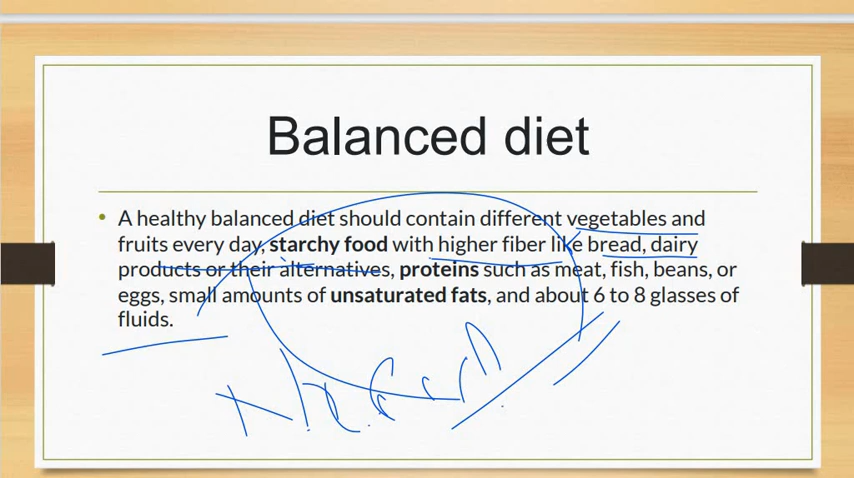 Balanced diet
• A healthy balanced diet should contain different vegetables and
fruits every day, starchy food with higher fiber like bread, dairy
products or their alternatives, proteins such as meat, fish, beans, or
eggs, small amounts of unsaturated fats, and about 6 to 8 glasses of
fluids.